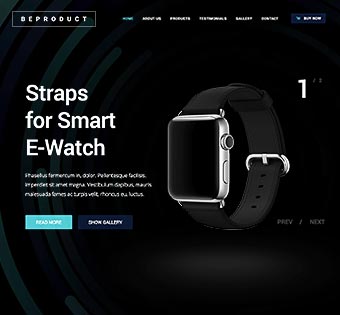 BEPRODUCT
HOME ABOUT US PRODUCTS TESTIMONIALS GALLERY CONTACT BUY NOW
1 / 3
Straps
for Smart
E-Watch
Phasellus fermentum in, dolor. Pellentesque facilisis.
Imperdiet sit amet magna. Vestibulum dapibus, mauris
malesuada fames ac turpis velit, rhoncus eu, luctus.
READ MORE SHOW GALLERY
PREV / NEXT